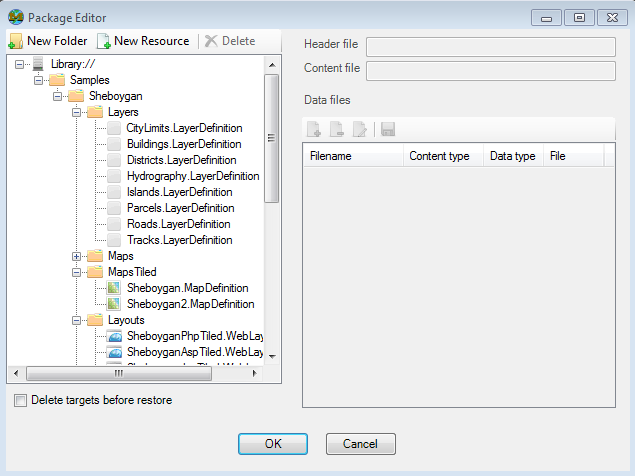 Package Editor
New Folder New Resource Delete
Library://
Samples
Sheboygan
Layers
CityLimits.LayerDefinition
Buildings.LayerDefinition
Districts.LayerDefinition
Hydrography.LayerDefinition
Islands.LayerDefinition
Parcels.LayerDefinition
Roads.LayerDefinition
Tracks.LayerDefinition
Maps
MapsTiled
Sheboygan.MapDefinition
Sheboygan2.MapDefinition
Layouts
SheboyganPhpTiled.WebLay
SheboyganAspTiled.WebLay
Delete targets before restore
Header file
Content file
Data files
Filename Content type Data type File
OK Cancel